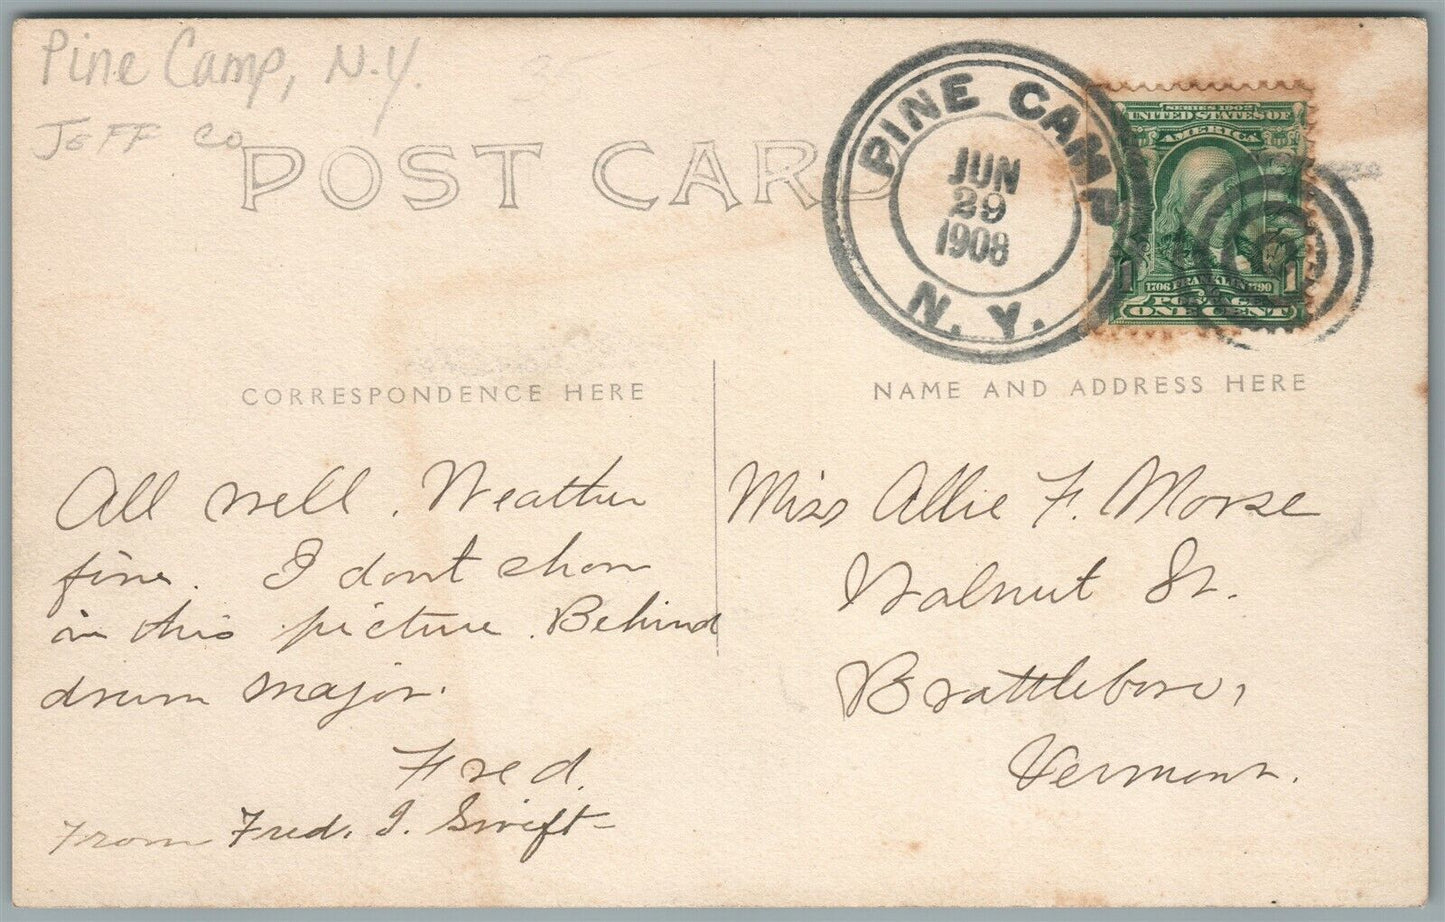 Pine Camp, N.Y.
JEFF CO
POST CARD
PINE CAMP
JUN
29
1908
N. Y.
SERIES 1902
UNITED STATES OF
AMERICA
1 1
1706 FRANKLIN 1790
POSTAGE
ONE CENT
CORRESPONDENCE HERE
All well. Weather
fine. I dont show
in this picture. Behind
drum major.
Fred.
From Fred. I. Swift
NAME AND ADDRESS HERE
Miss Allie F. Morse
Walnut St.
Brattleboro,
Vermont.